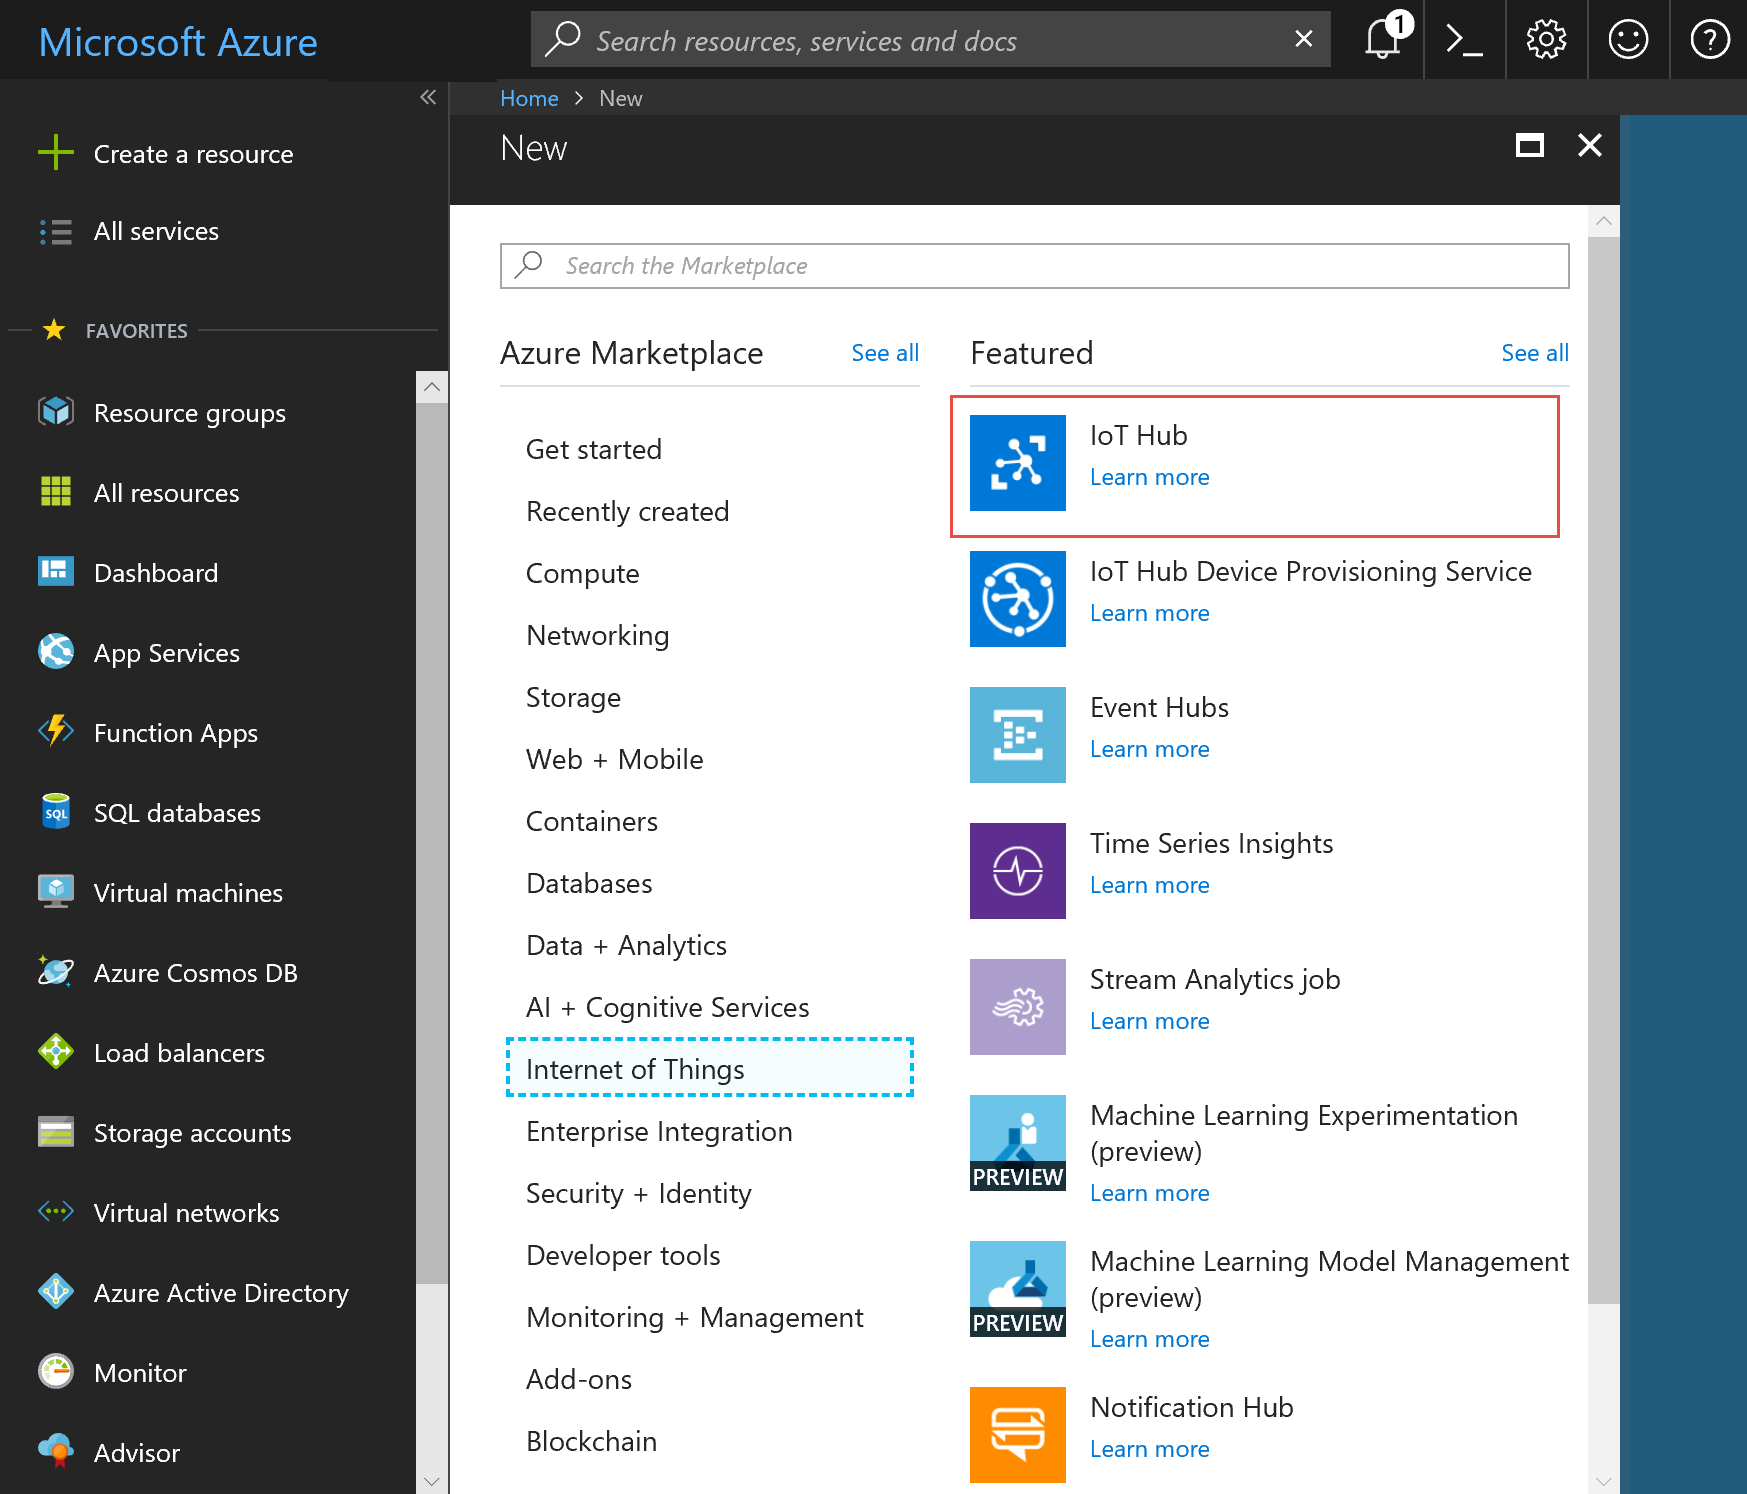 Microsoft Azure
Search resources, services and docs
1
Home > New
New
Create a resource
All services
FAVORITES
Resource groups
All resources
Dashboard
App Services
Function Apps
SQL
SQL databases
Virtual machines
Azure Cosmos DB
Load balancers
Storage accounts
Virtual networks
Azure Active Directory
Monitor
Advisor
Search the Marketplace
Azure Marketplace
See all
Get started
Recently created
Compute
Networking
Storage
Web + Mobile
Containers
Databases
Data + Analytics
AI + Cognitive Services
Internet of Things
Enterprise Integration
Security + Identity
Developer tools
Monitoring + Management
Add-ons
Blockchain
Featured
See all
IoT Hub
Learn more
IoT Hub Device Provisioning Service
Learn more
Event Hubs
Learn more
Time Series Insights
Learn more
Stream Analytics job
Learn more
PREVIEW
Machine Learning Experimentation
(preview)
Learn more
PREVIEW
Machine Learning Model Management
(preview)
Learn more
Notification Hub
Learn more